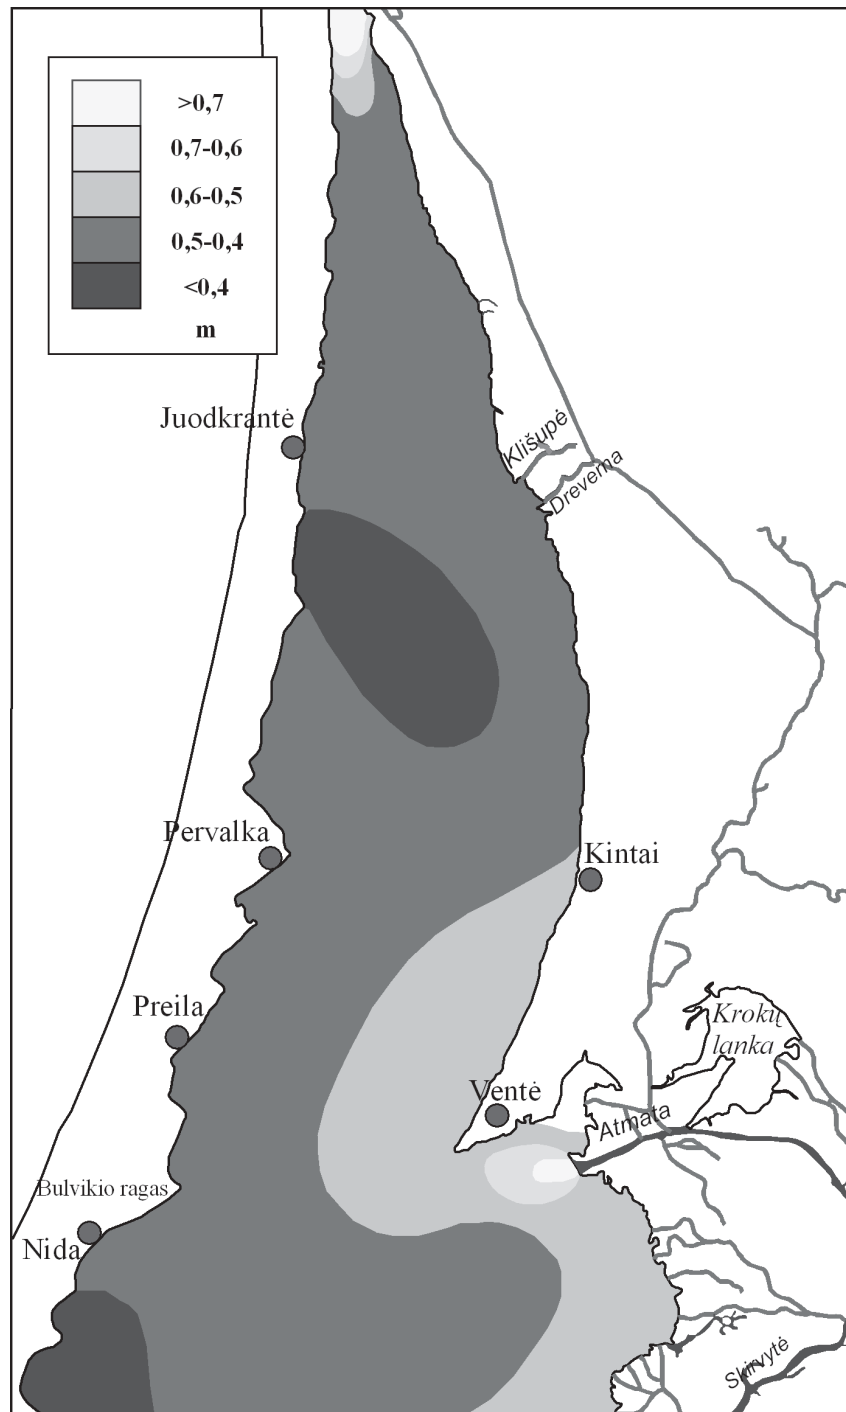 >0,7
0,7-0,6
0,6-0,5
0,5-0,4
<0,4
m
Juodkrantė
Klišupė
Drevema
Pervalka
Kintai
Preila
Krokų
lanka
Ventė
Atmata
Bulvikio ragas
Nida
Skirvytė